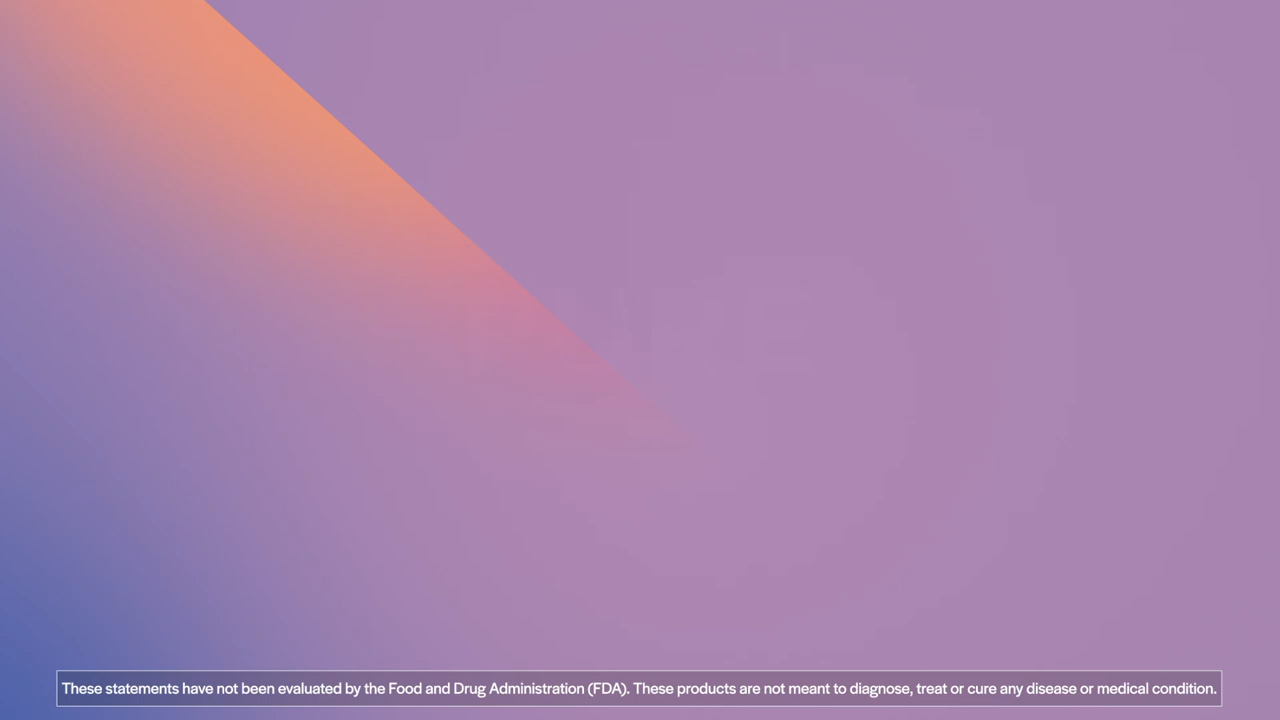 These statements have not been evaluated by the Food and Drug Administration (FDA). These products are not meant to diagnose, treat or cure any disease or medical condition.